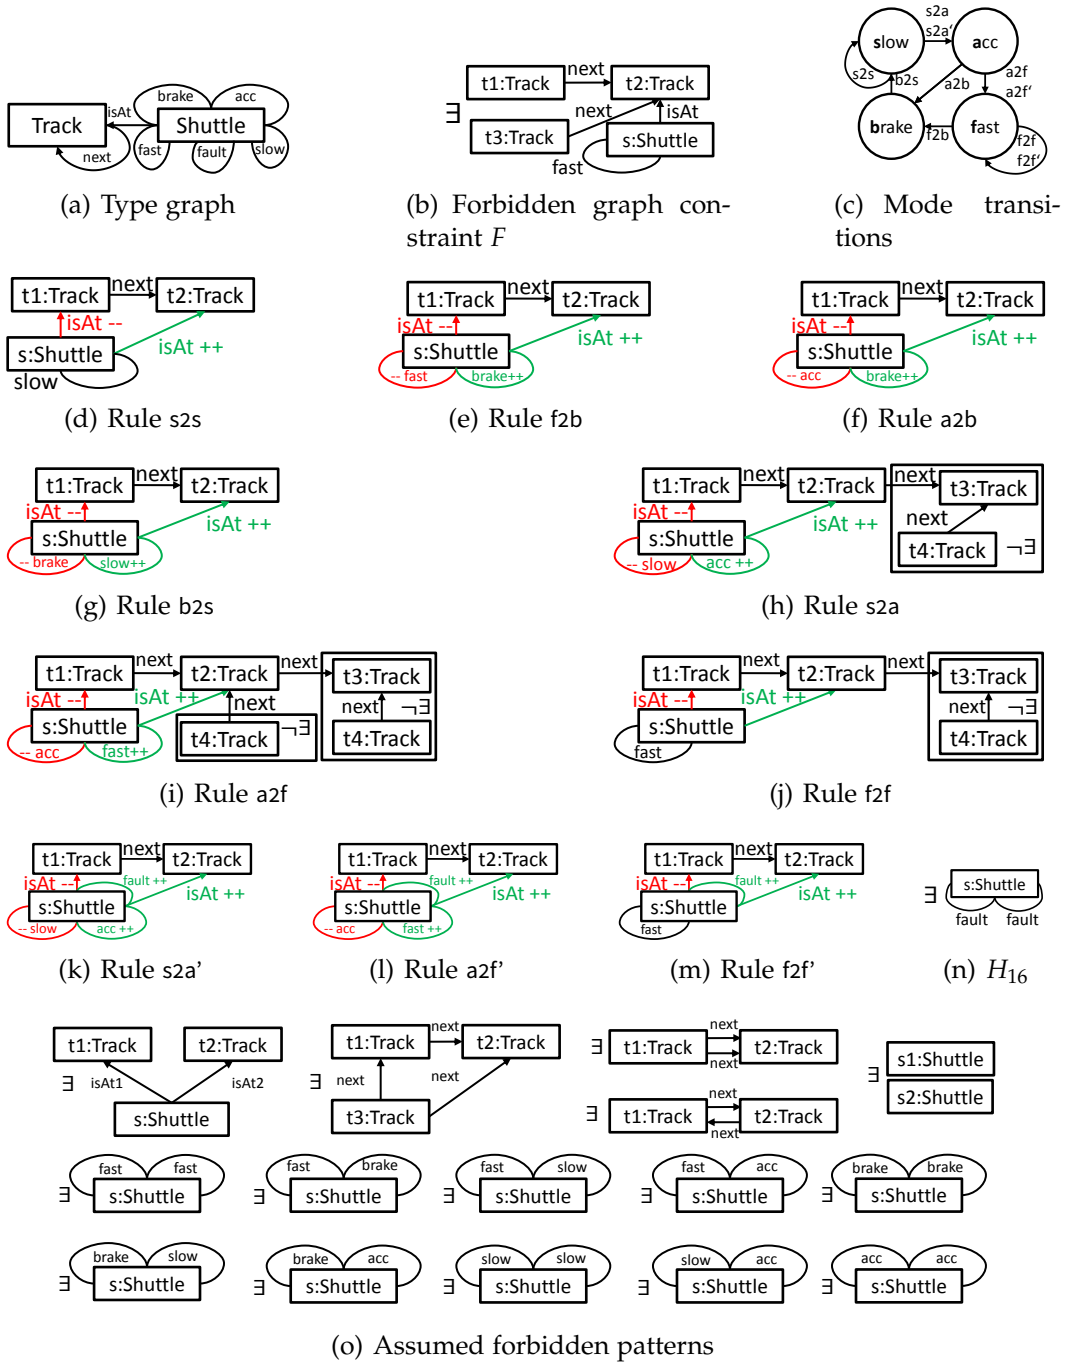 Track
Shuttle
isAt
next
brake
acc
fast
fault
slow
(a) Type graph
∃
t1:Track
next
t2:Track
next
isAt
t3:Track
s:Shuttle
fast
(b) Forbidden graph con-
straint F
s2a
s2a‘
slow
acc
s2s
b2s
a2b
a2f
a2f‘
brake
f2b
fast
f2f
f2f‘
(c) Mode transi-
tions
t1:Track
next
t2:Track
isAt --
isAt ++
s:Shuttle
slow
(d) Rule s2s
t1:Track
next
t2:Track
isAt --
isAt ++
s:Shuttle
-- fast
brake++
(e) Rule f2b
t1:Track
next
t2:Track
isAt --
isAt ++
s:Shuttle
-- acc
brake++
(f) Rule a2b
t1:Track
next
t2:Track
isAt --
isAt ++
s:Shuttle
-- brake
slow++
(g) Rule b2s
t1:Track
next
t2:Track
next
t3:Track
isAt --
isAt ++
next
s:Shuttle
t4:Track
¬∃
-- slow
acc ++
(h) Rule s2a
t1:Track
next
t2:Track
next
t3:Track
isAt --
isAt ++
next
next
¬∃
s:Shuttle
t4:Track
¬∃
t4:Track
-- acc
fast++
(i) Rule a2f
t1:Track
next
t2:Track
next
t3:Track
isAt --
isAt ++
next
¬∃
s:Shuttle
t4:Track
fast
(j) Rule f2f
t1:Track
next
t2:Track
isAt --
fault ++
isAt ++
s:Shuttle
-- slow
acc ++
(k) Rule s2a’
t1:Track
next
t2:Track
isAt --
fault ++
isAt ++
s:Shuttle
-- acc
fast ++
(l) Rule a2f’
t1:Track
next
t2:Track
isAt --
fault ++
isAt ++
s:Shuttle
fast
(m) Rule f2f’
∃
s:Shuttle
fault
fault
(n) H16
t1:Track
t2:Track
∃
isAt1
isAt2
s:Shuttle
t1:Track
next
t2:Track
∃
next
next
t3:Track
∃
t1:Track
next
next
t2:Track
∃
t1:Track
next
next
t2:Track
∃
s1:Shuttle
s2:Shuttle
fast
fast
∃
s:Shuttle
fast
brake
∃
s:Shuttle
fast
slow
∃
s:Shuttle
fast
acc
∃
s:Shuttle
brake
brake
∃
s:Shuttle
brake
slow
∃
s:Shuttle
brake
acc
∃
s:Shuttle
slow
slow
∃
s:Shuttle
slow
acc
∃
s:Shuttle
acc
acc
∃
s:Shuttle
(o) Assumed forbidden patterns